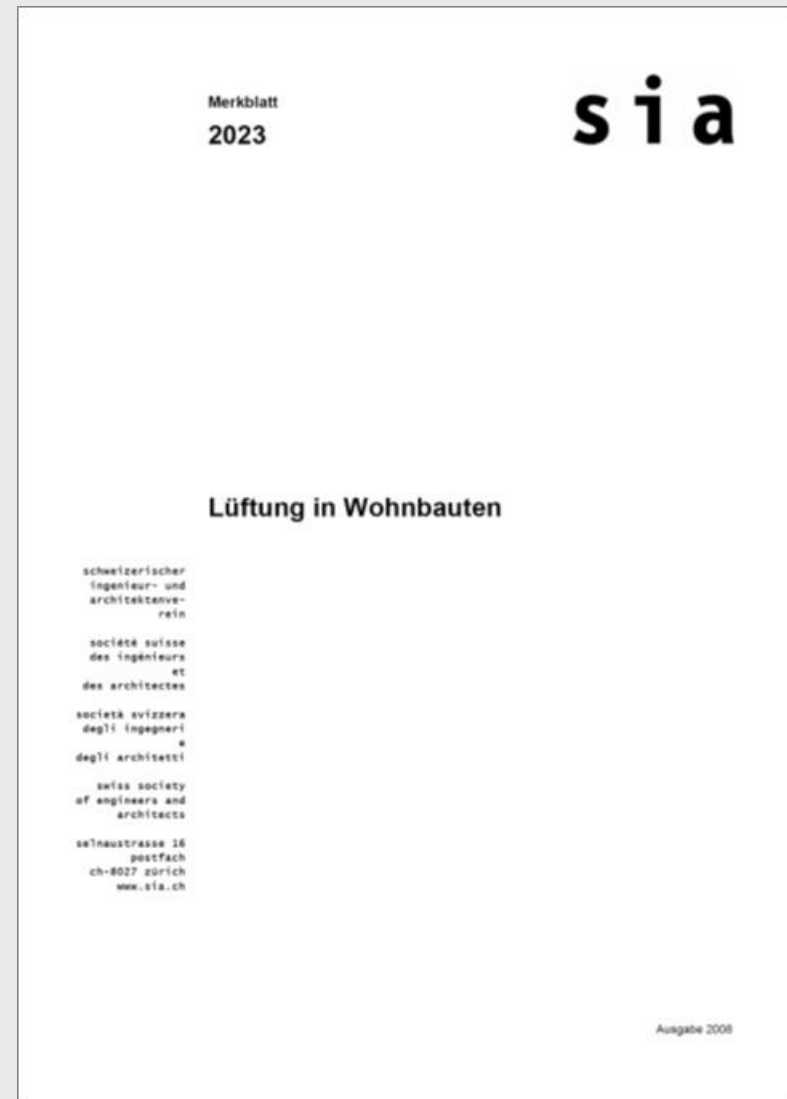 Merkblatt
2023
sia
Lüftung in Wohnbauten
schweizerischer
ingenieur- und
architektenve-
rein
société suisse
des ingénieurs
et
des architectes
società svizzera
degli ingegneri
e
degli architetti
swiss society
of engineers and
architects
selnaustrasse 16
postfach
ch-8027 zürich
www.sia.ch
Ausgabe 2008